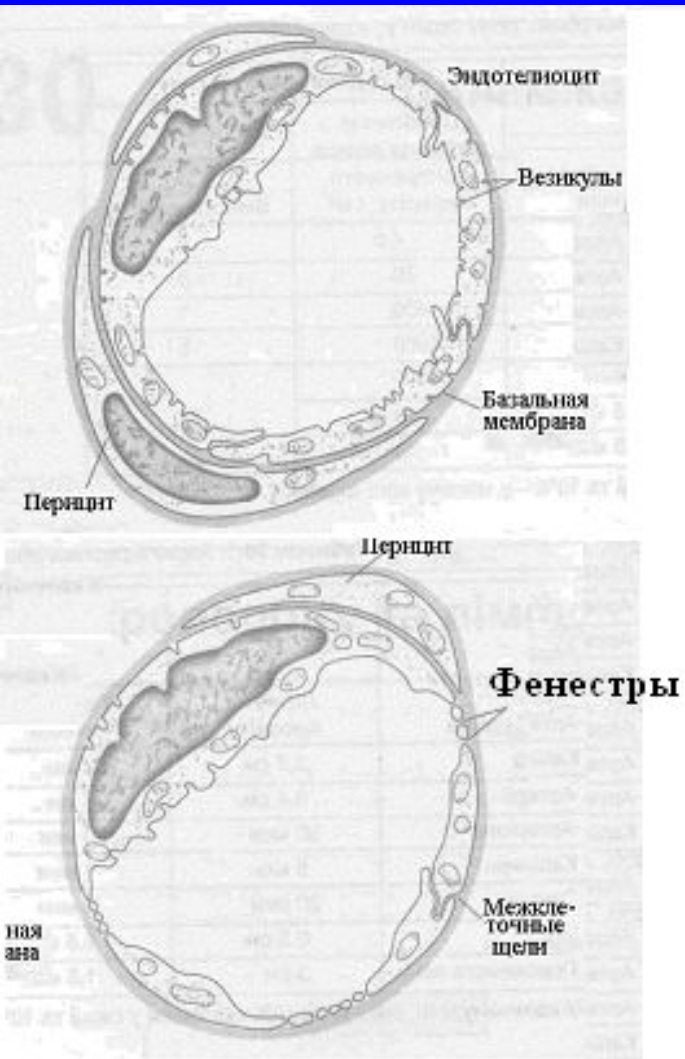 Эндотелиоцит
Везикулы
Базальная
мембрана
Перицит
Перицит
Фенестры
Межкле-
точные
щели
ная
ана